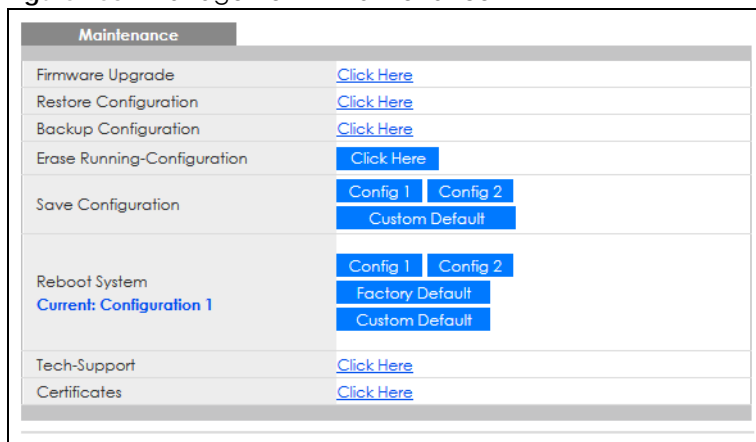 Maintenance
Firmware Upgrade Click Here
Restore Configuration Click Here
Backup Configuration Click Here
Erase Running-Configuration Click Here
Save Configuration Config 1 Config 2
Custom Default
Reboot System Config 1 Config 2
Current: Configuration 1 Factory Default
Custom Default
Tech-Support Click Here
Certificates Click Here